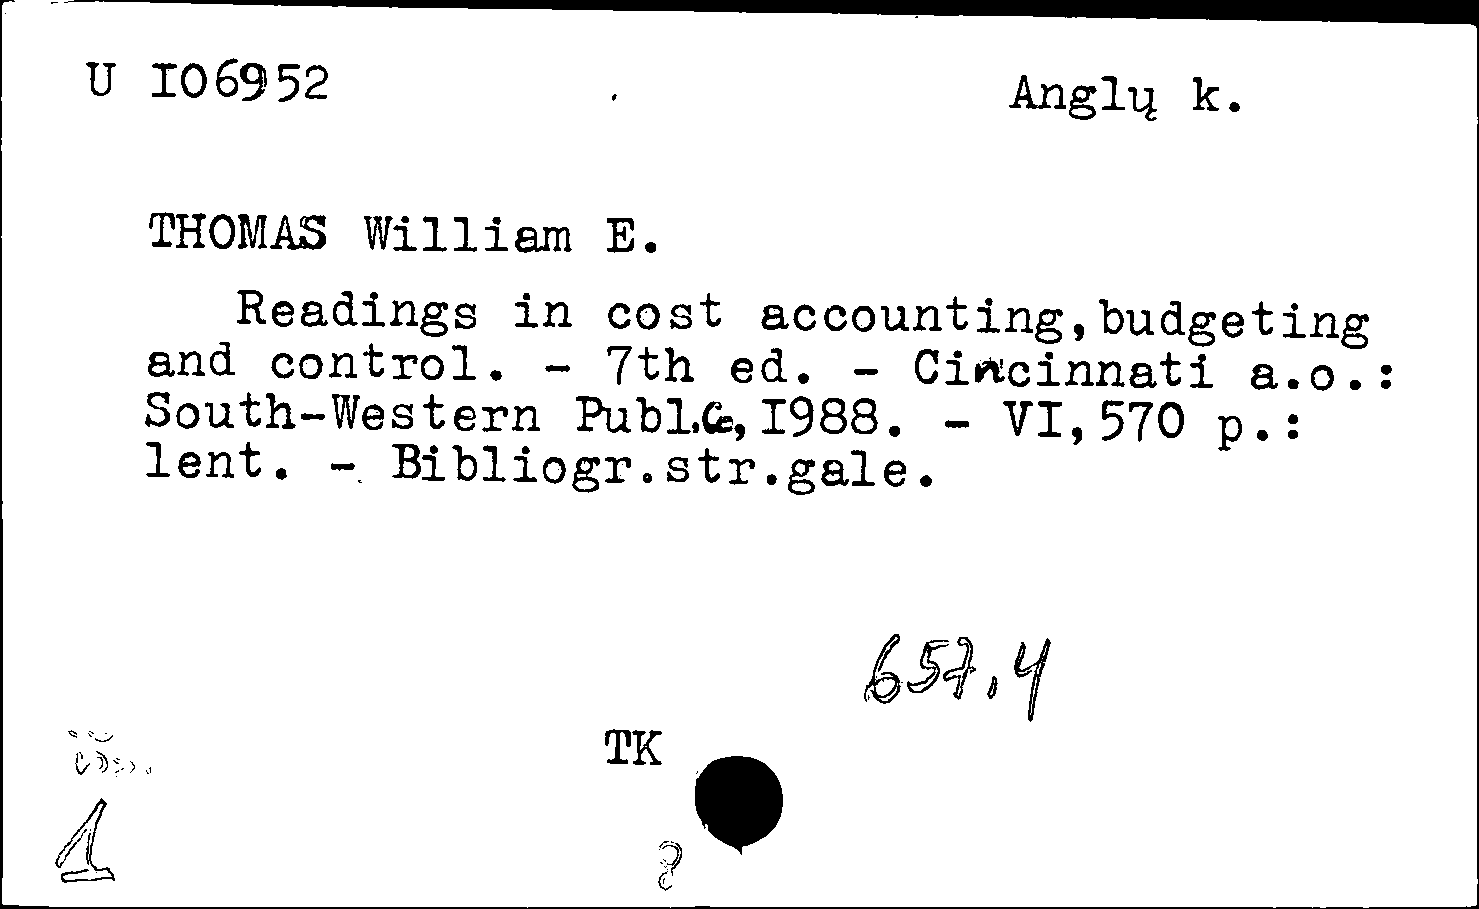 U I06952
Anglų k.
THOMAS William E.
Readings in cost accounting,budgeting
and control. - 7th ed. - Cincinnati a.o.:
South-Western Publ.Co,I988. - VI,570 p.:
lent. - Bibliogr.str.gale.
657.4
TK
1